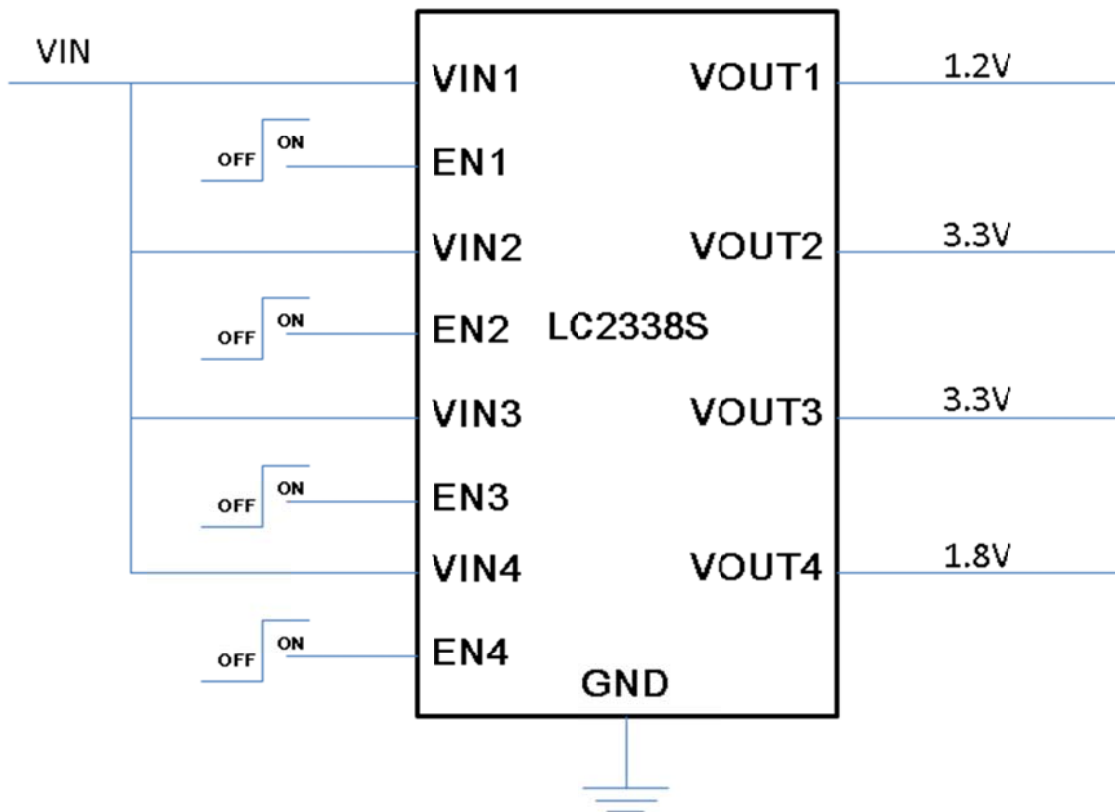 VIN
VIN1
VOUT1
1.2V
OFF
ON
EN1
VIN2
VOUT2
3.3V
OFF
ON
EN2
LC2338S
VIN3
VOUT3
3.3V
OFF
ON
EN3
VIN4
VOUT4
1.8V
OFF
ON
EN4
GND